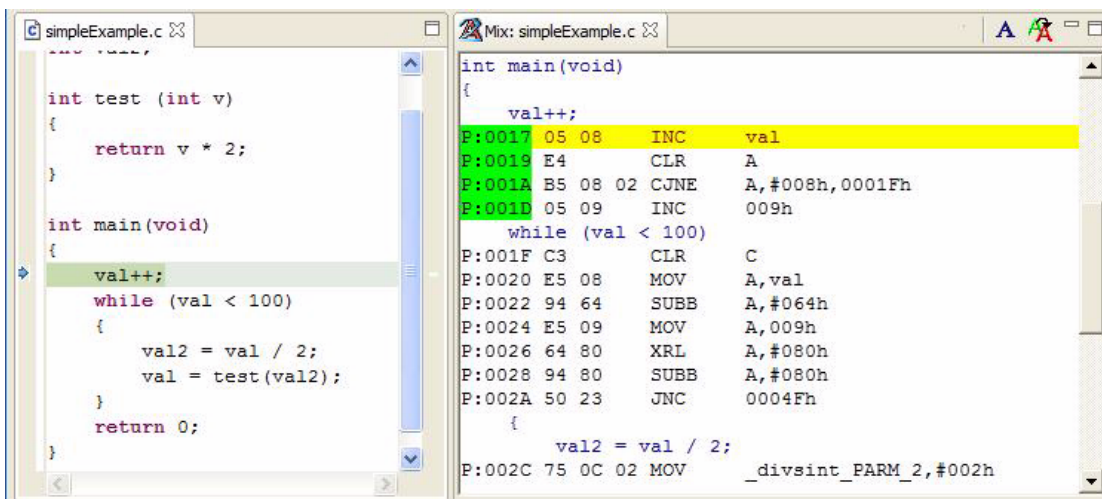 simpleExample.c
int test (int v)
{
return v * 2;
}
int main(void)
{
val++;
while (val < 100)
{
val2 = val / 2;
val = test(val2);
}
return 0;
}
Mix: simpleExample.c
int main(void)
{
val++;
P:0017 05 08 INC val
P:0019 E4 CLR A
P:001A B5 08 02 CJNE A,#008h,0001Fh
P:001D 05 09 INC 009h
while (val < 100)
P:001F C3 CLR C
P:0020 E5 08 MOV A,val
P:0022 94 64 SUBB A,#064h
P:0024 E5 09 MOV A,009h
P:0026 64 80 XRL A,#080h
P:0028 94 80 SUBB A,#080h
P:002A 50 23 JNC 0004Fh
{
val2 = val / 2;
P:002C 75 0C 02 MOV _divsint_PARM_2,#002h